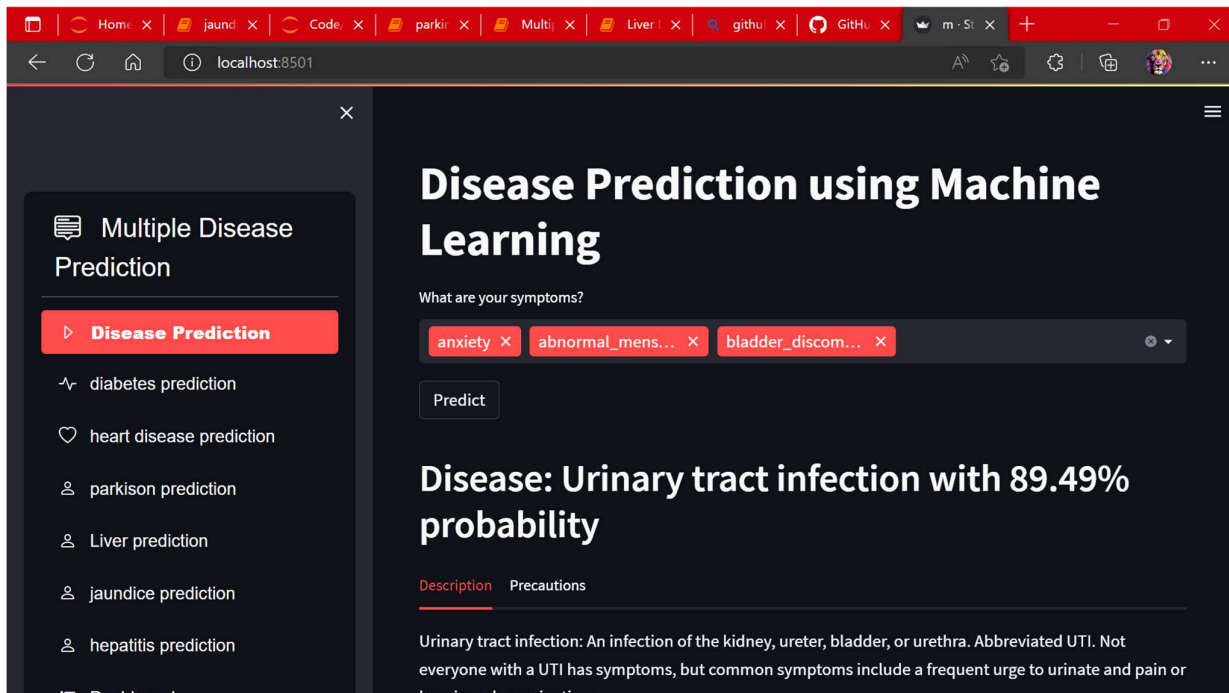 Home
jaund
Code/
parkin
Multip
Liver
githu
GitHu
m · St
localhost:8501
Multiple Disease
Prediction
Disease Prediction
diabetes prediction
heart disease prediction
parkison prediction
Liver prediction
jaundice prediction
hepatitis prediction
Disease Prediction using Machine
Learning
What are your symptoms?
anxiety abnormal_mens... bladder_discom...
Predict
Disease: Urinary tract infection with 89.49%
probability
Description Precautions
Urinary tract infection: An infection of the kidney, ureter, bladder, or urethra. Abbreviated UTI. Not
everyone with a UTI has symptoms, but common symptoms include a frequent urge to urinate and pain or